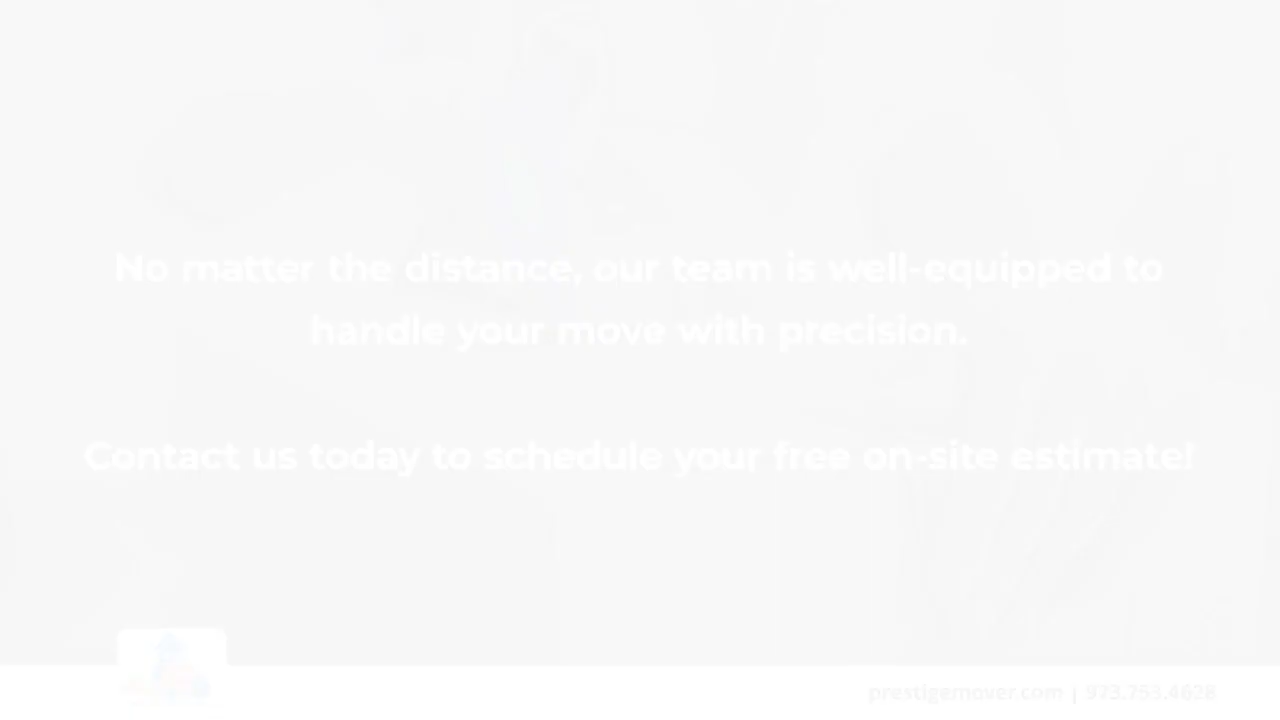 No matter the distance, our team is well-equipped to
handle your move with precision.
Contact us today to schedule your free on-site estimate!
prestigemover.com | 973.753.4628